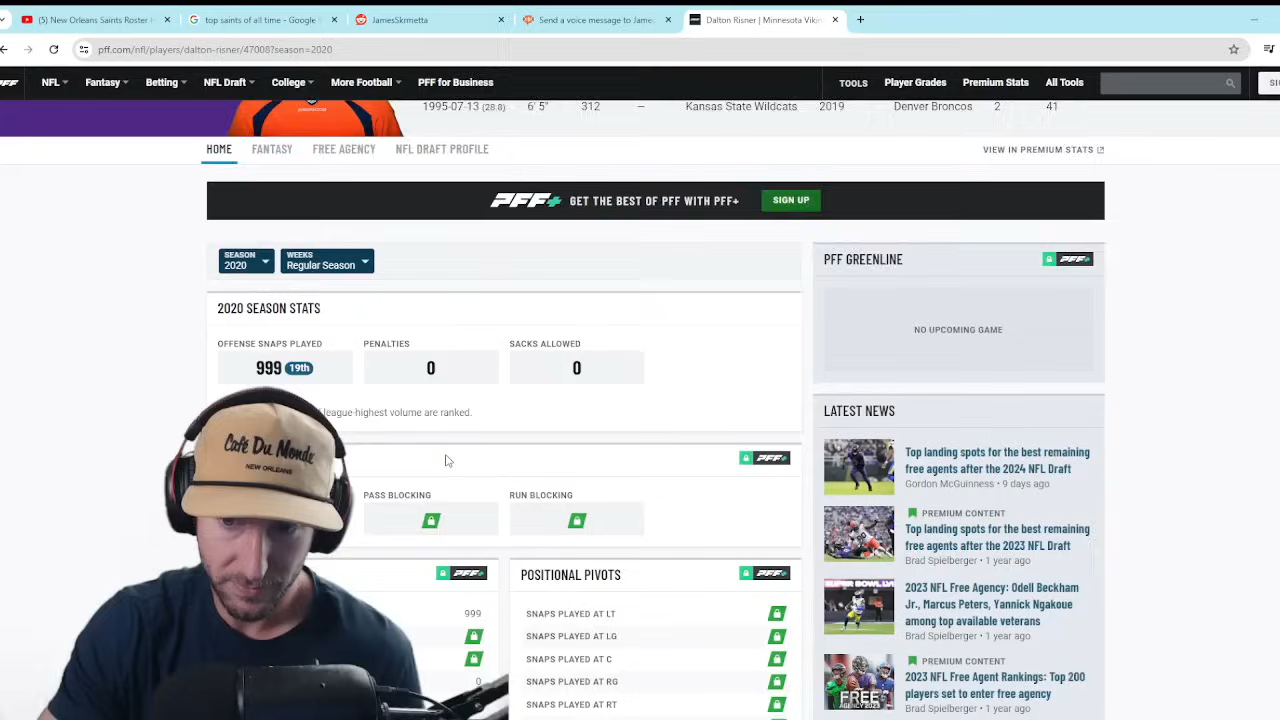 (5) New Orleans Saints Roster
top saints of all time - Google
JamesSkrmetta
Send a voice message to Jame
Dalton Risner | Minnesota Vikin
pff.com/nfl/players/dalton-risner/47008?season=2020
PFF
NFL
Fantasy
Betting
NFL Draft
College
More Football
PFF for Business
TOOLS
Player Grades
Premium Stats
All Tools
1995-07-13 (28.8) 6' 5" 312 — Kansas State Wildcats 2019 Denver Broncos 2 41
HOME FANTASY FREE AGENCY NFL DRAFT PROFILE
VIEW IN PREMIUM STATS
PFF+ GET THE BEST OF PFF WITH PFF+ SIGN UP
SEASON
2020
WEEKS
Regular Season
2020 SEASON STATS
OFFENSE SNAPS PLAYED PENALTIES SACKS ALLOWED
999 19th 0 0
league-highest volume are ranked.
PFF+
PASS BLOCKING RUN BLOCKING
PFF+
999
0
POSITIONAL PIVOTS PFF+
SNAPS PLAYED AT LT
SNAPS PLAYED AT LG
SNAPS PLAYED AT C
SNAPS PLAYED AT RG
SNAPS PLAYED AT RT
PFF GREENLINE PFF+
NO UPCOMING GAME
LATEST NEWS
Top landing spots for the best remaining
free agents after the 2024 NFL Draft
Gordon McGuinness • 9 days ago
PREMIUM CONTENT
Top landing spots for the best remaining
free agents after the 2023 NFL Draft
Brad Spielberger • 1 year ago
2023 NFL Free Agency: Odell Beckham
Jr., Marcus Peters, Yannick Ngakoue
among top available veterans
Brad Spielberger • 1 year ago
PREMIUM CONTENT
2023 NFL Free Agent Rankings: Top 200
players set to enter free agency
Brad Spielberger • 1 year ago
FREE
Café Du Monde
NEW ORLEANS